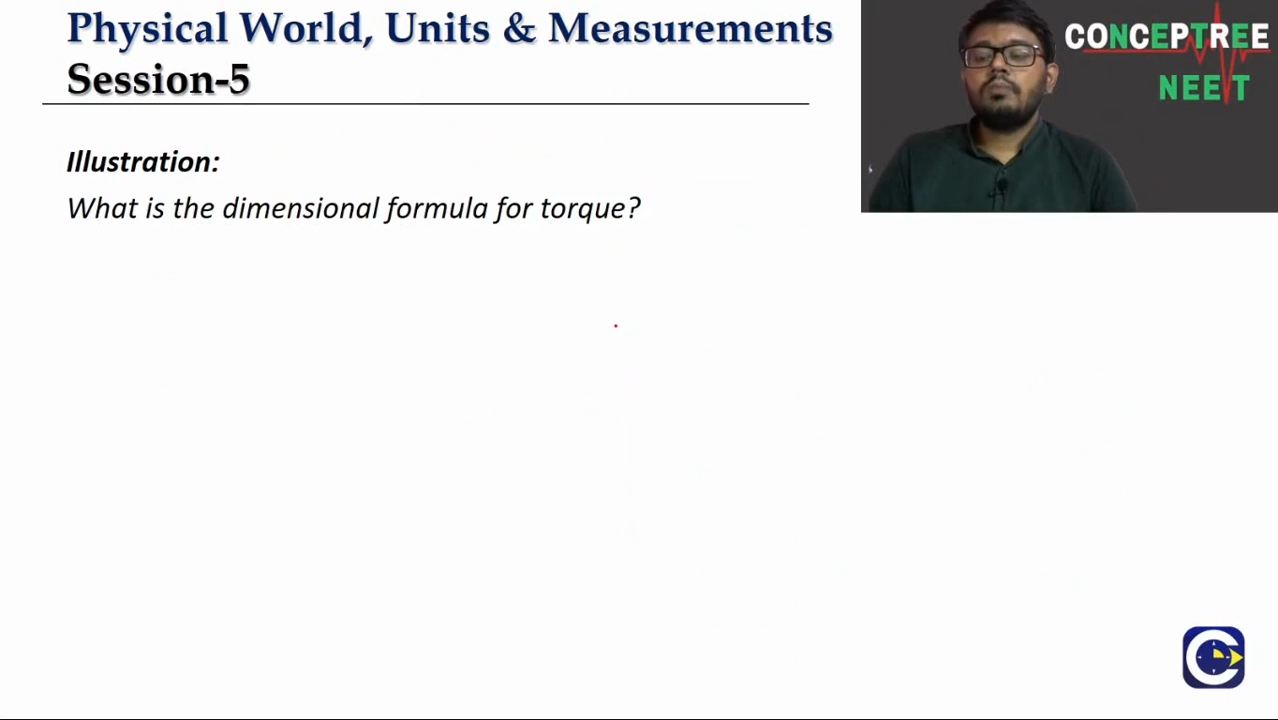 Physical World, Units & Measurements
Session-5
CONCEPTREE
NEET
Illustration:
What is the dimensional formula for torque?